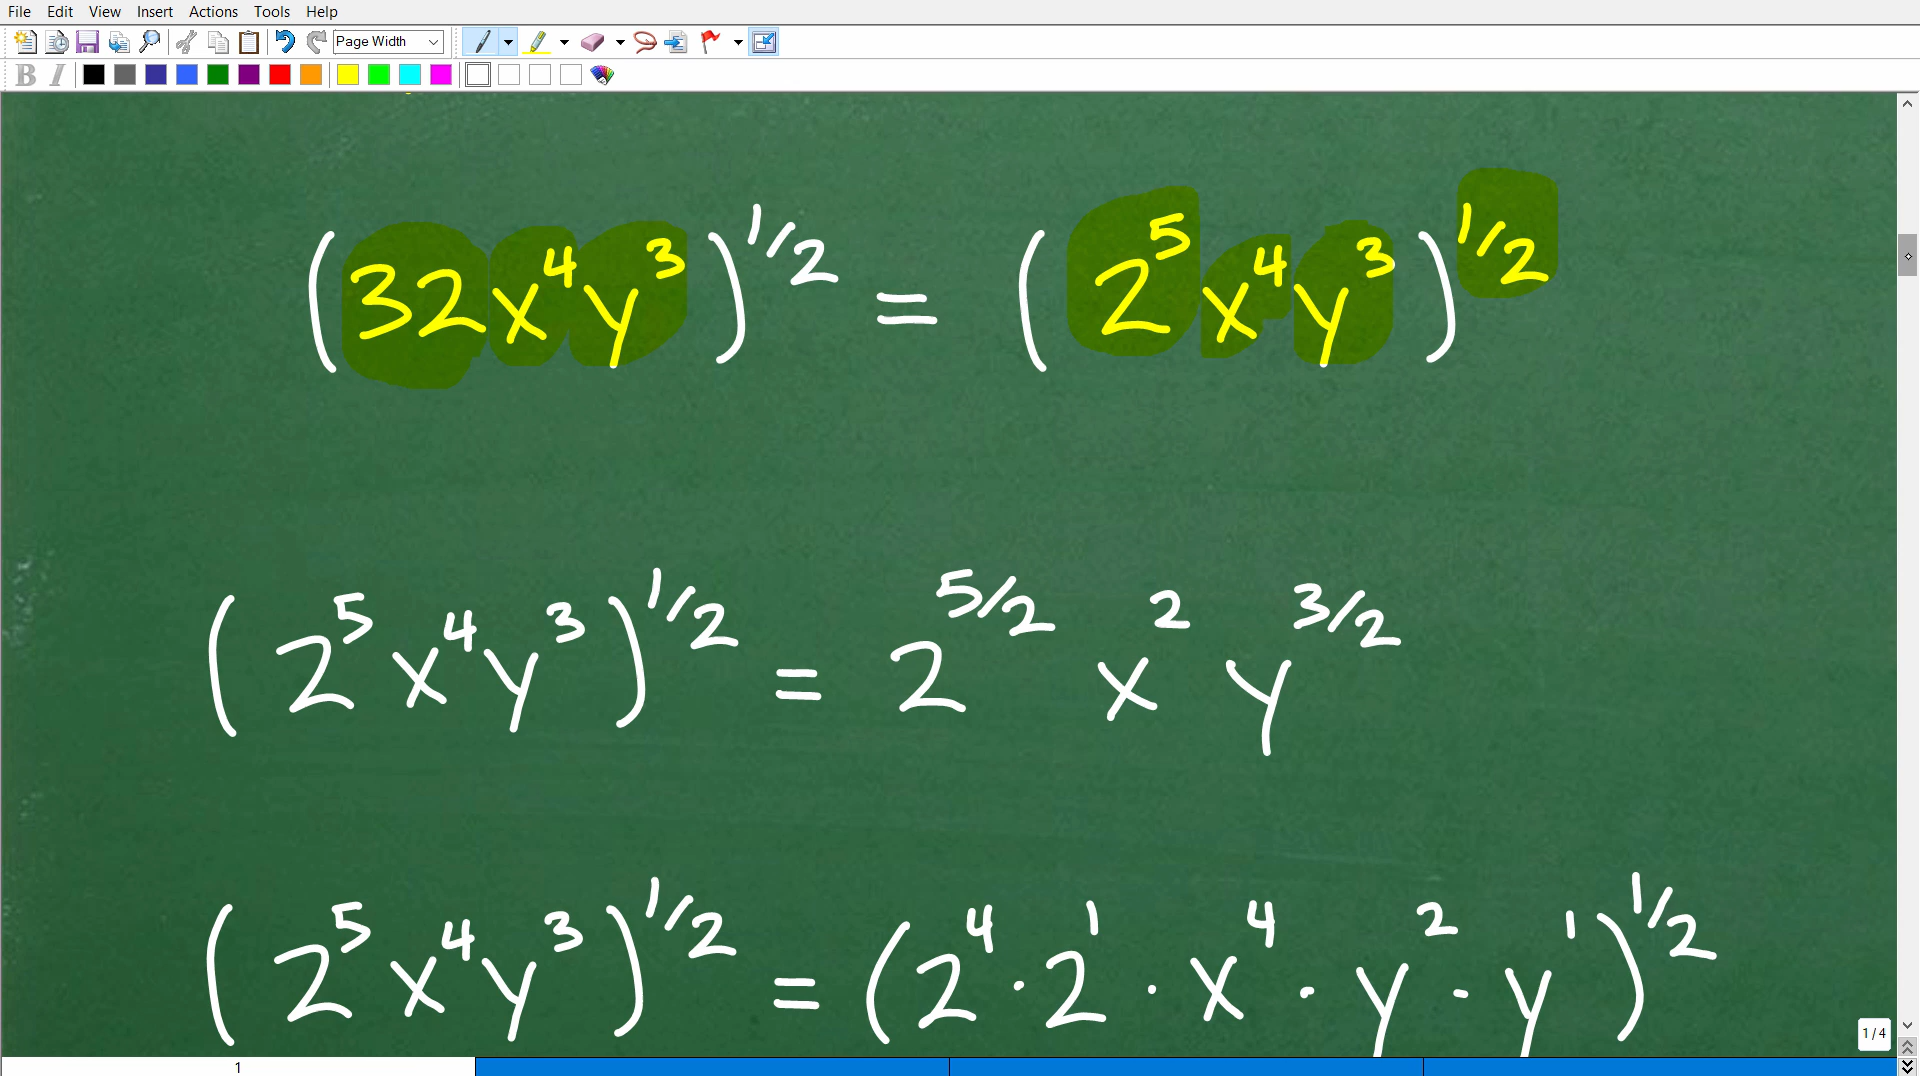 File Edit View Insert Actions Tools Help
Page Width
B I
(32x⁴y³)^1/2 = (2⁵x⁴y³)^1/2
(2⁵x⁴y³)^1/2 = 2^5/2 x² y^3/2
(2⁵x⁴y³)^1/2 = (2⁴·2¹·x⁴·y²·y¹)^1/2
1/4
1